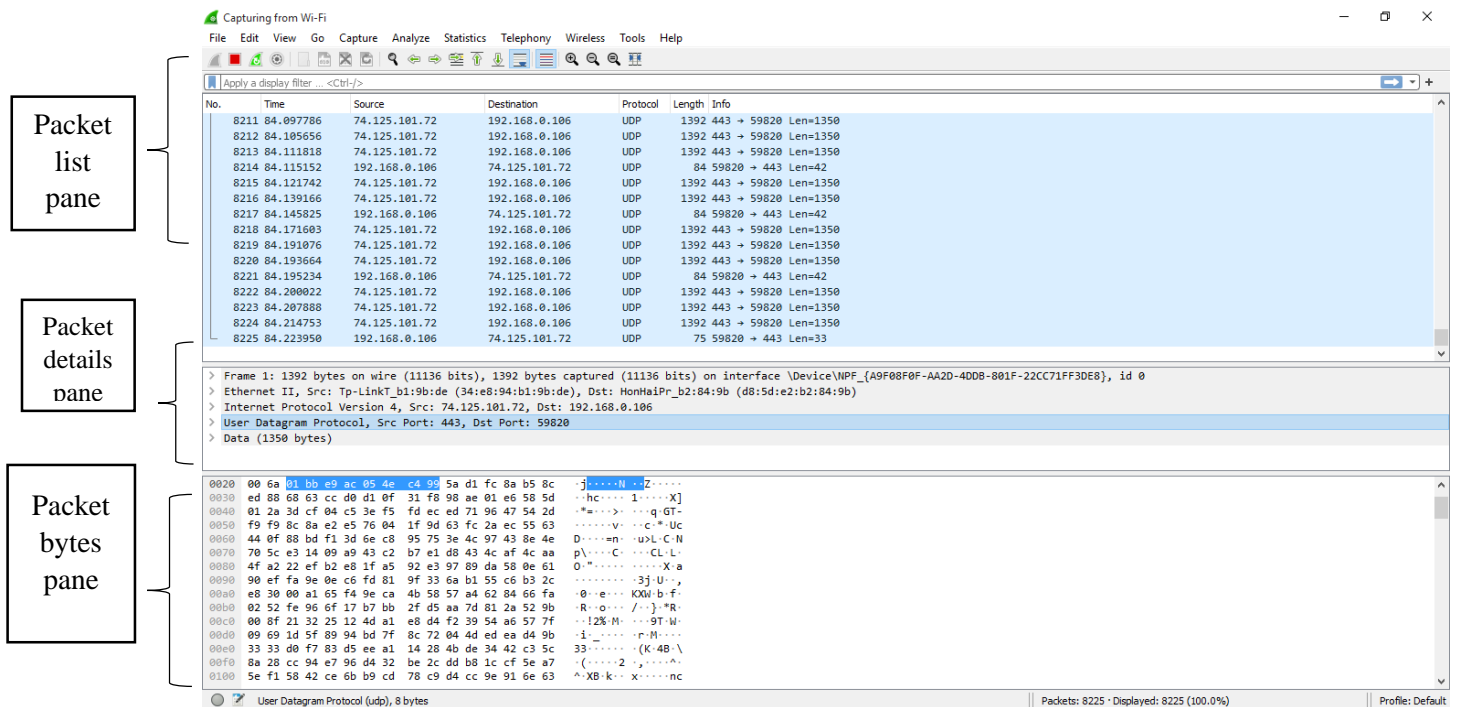 Capturing from Wi-Fi
File Edit View Go Capture Analyze Statistics Telephony Wireless Tools Help
Apply a display filter ... <Ctrl-/>
No. Time Source Destination Protocol Length Info
8211 84.097786 74.125.101.72 192.168.0.106 UDP 1392 443 → 59820 Len=1350
8212 84.105656 74.125.101.72 192.168.0.106 UDP 1392 443 → 59820 Len=1350
8213 84.111818 74.125.101.72 192.168.0.106 UDP 1392 443 → 59820 Len=1350
8214 84.115152 192.168.0.106 74.125.101.72 UDP 84 59820 → 443 Len=42
8215 84.121742 74.125.101.72 192.168.0.106 UDP 1392 443 → 59820 Len=1350
8216 84.139166 74.125.101.72 192.168.0.106 UDP 1392 443 → 59820 Len=1350
8217 84.145825 192.168.0.106 74.125.101.72 UDP 84 59820 → 443 Len=42
8218 84.171603 74.125.101.72 192.168.0.106 UDP 1392 443 → 59820 Len=1350
8219 84.191076 74.125.101.72 192.168.0.106 UDP 1392 443 → 59820 Len=1350
8220 84.193664 74.125.101.72 192.168.0.106 UDP 1392 443 → 59820 Len=1350
8221 84.195234 192.168.0.106 74.125.101.72 UDP 84 59820 → 443 Len=42
8222 84.200022 74.125.101.72 192.168.0.106 UDP 1392 443 → 59820 Len=1350
8223 84.207888 74.125.101.72 192.168.0.106 UDP 1392 443 → 59820 Len=1350
8224 84.214753 74.125.101.72 192.168.0.106 UDP 1392 443 → 59820 Len=1350
8225 84.223950 192.168.0.106 74.125.101.72 UDP 75 59820 → 443 Len=33
Packet
list
pane
> Frame 1: 1392 bytes on wire (11136 bits), 1392 bytes captured (11136 bits) on interface \Device\NPF_{A9F08F0F-AA2D-4DDB-801F-22CC71FF3DE8}, id 0
> Ethernet II, Src: Tp-LinkT_b1:9b:de (34:e8:94:b1:9b:de), Dst: HonHaiPr_b2:84:9b (d8:5d:e2:b2:84:9b)
> Internet Protocol Version 4, Src: 74.125.101.72, Dst: 192.168.0.106
> User Datagram Protocol, Src Port: 443, Dst Port: 59820
> Data (1350 bytes)
Packet
details
pane
0020 00 6a 01 bb e9 ac 05 4e c4 99 5a d1 fc 8a b5 8c ·j·····N ··Z·····
0030 ed 88 68 63 cc d0 d1 0f 31 f8 98 ae 01 e6 58 5d ··hc···· 1·····X]
0040 01 2a 3d cf 04 c5 3e f5 fd ec ed 71 96 47 54 2d ·*=···>· ···q·GT-
0050 f9 f9 8c 8a e2 e5 76 04 1f 9d 63 fc 2a ec 55 63 ······v· ··c·*·Uc
0060 44 0f 88 bd f1 3d 6e c8 95 75 3e 4c 97 43 8e 4e D····=n· ·u>L·C·N
0070 70 5c e3 14 09 a9 43 c2 b7 e1 d8 43 4c af 4c aa p\····C· ···CL·L·
0080 4f a2 22 ef b2 e8 1f a5 92 e3 97 89 da 58 0e 61 O·"····· ·····X·a
0090 90 ef fa 9e 0e c6 fd 81 9f 33 6a b1 55 c6 b3 2c ········ ·3j·U··,
00a0 e8 30 00 a1 65 f4 9e ca 4b 58 57 a4 62 84 66 fa ·0··e··· KXW·b·f·
00b0 02 52 fe 96 6f 17 b7 bb 2f d5 aa 7d 81 2a 52 9b ·R··o··· /··}·*R·
00c0 00 8f 21 32 25 12 4d a1 e8 d4 f2 39 54 a6 57 7f ··!2%·M· ···9T·W·
00d0 09 69 1d 5f 89 94 bd 7f 8c 72 04 4d ed ea d4 9b ·i·_···· ·r·M····
00e0 33 33 d0 f7 83 d5 ee a1 14 28 4b de 34 42 c3 5c 33······ ·(K·4B·\
00f0 8a 28 cc 94 e7 96 d4 32 be 2c dd b8 1c cf 5e a7 ·(·····2 ·,····^·
0100 5e f1 58 42 ce 6b b9 cd 78 c9 d4 cc 9e 91 6e 63 ^·XB·k·· x·····nc
Packet
bytes
pane
User Datagram Protocol (udp), 8 bytes
Packets: 8225 · Displayed: 8225 (100.0%)
Profile: Default